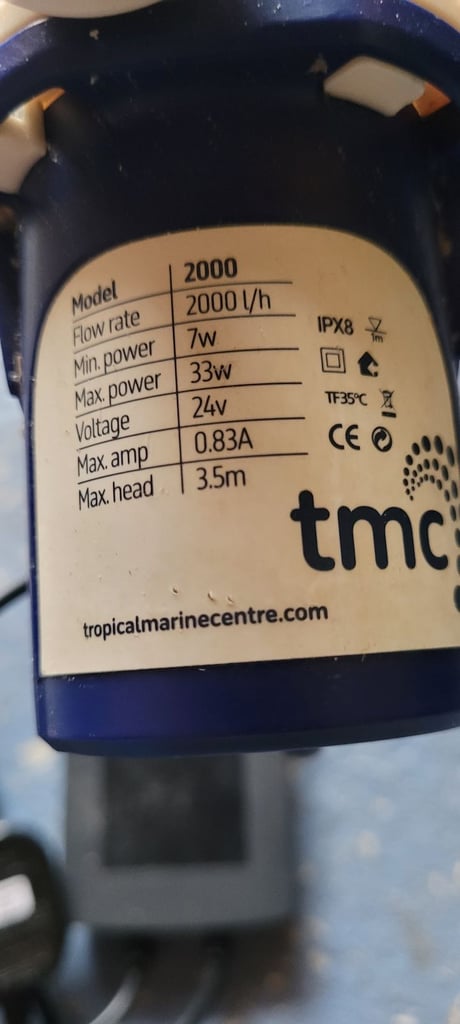 Model 2000
Flow rate 2000 l/h
Min. power 7w
Max. power 33w
Voltage 24v
Max. amp 0.83A
Max. head 3.5m
IPX8 1m
TF35°C
CE
tmc
tropicalmarinecentre.com